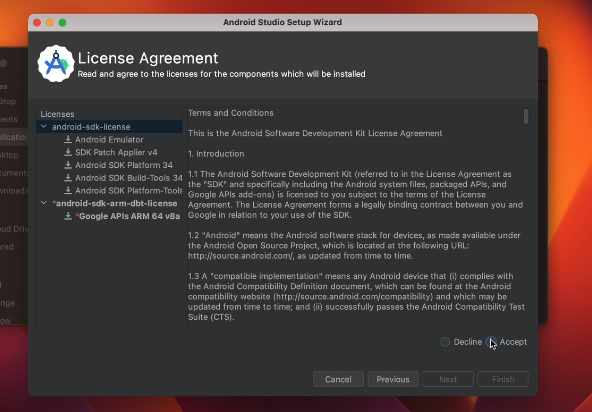 Android Studio Setup Wizard
License Agreement
Read and agree to the licenses for the components which will be installed
Licenses
android-sdk-license
Android Emulator
SDK Patch Applier v4
Android SDK Platform 34
Android SDK Build-Tools 34
Android SDK Platform-Tools
*android-sdk-arm-dbt-license
*Google APIs ARM 64 v8a
Terms and Conditions
This is the Android Software Development Kit License Agreement
1. Introduction
1.1 The Android Software Development Kit (referred to in the License Agreement as
the "SDK" and specifically including the Android system files, packaged APIs, and
Google APIs add-ons) is licensed to you subject to the terms of the License
Agreement. The License Agreement forms a legally binding contract between you and
Google in relation to your use of the SDK.
1.2 "Android" means the Android software stack for devices, as made available under
the Android Open Source Project, which is located at the following URL:
http://source.android.com/, as updated from time to time.
1.3 A "compatible implementation" means any Android device that (i) complies with
the Android Compatibility Definition document, which can be found at the Android
compatibility website (http://source.android.com/compatibility) and which may be
updated from time to time; and (ii) successfully passes the Android Compatibility Test
Suite (CTS).
Decline Accept
Cancel Previous Next Finish